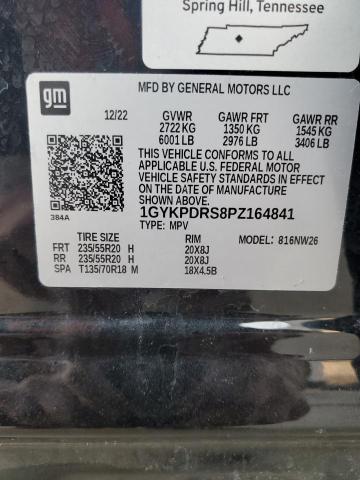 Spring Hill, Tennessee
gm
MFD BY GENERAL MOTORS LLC
12/22 GVWR GAWR FRT GAWR RR
2722 KG 1350 KG 1545 KG
6001 LB 2976 LB 3406 LB
THIS VEHICLE CONFORMS TO ALL
APPLICABLE U.S. FEDERAL MOTOR
VEHICLE SAFETY STANDARDS IN
EFFECT ON THE DATE OF MANUFACTURE
SHOWN ABOVE.
384A
1GYKPDRS8PZ164841
TYPE: MPV
TIRE SIZE RIM MODEL: 816NW26
FRT 235/55R20 H 20X8J
RR 235/55R20 H 20X8J
SPA T135/70R18 M 18X4.5B